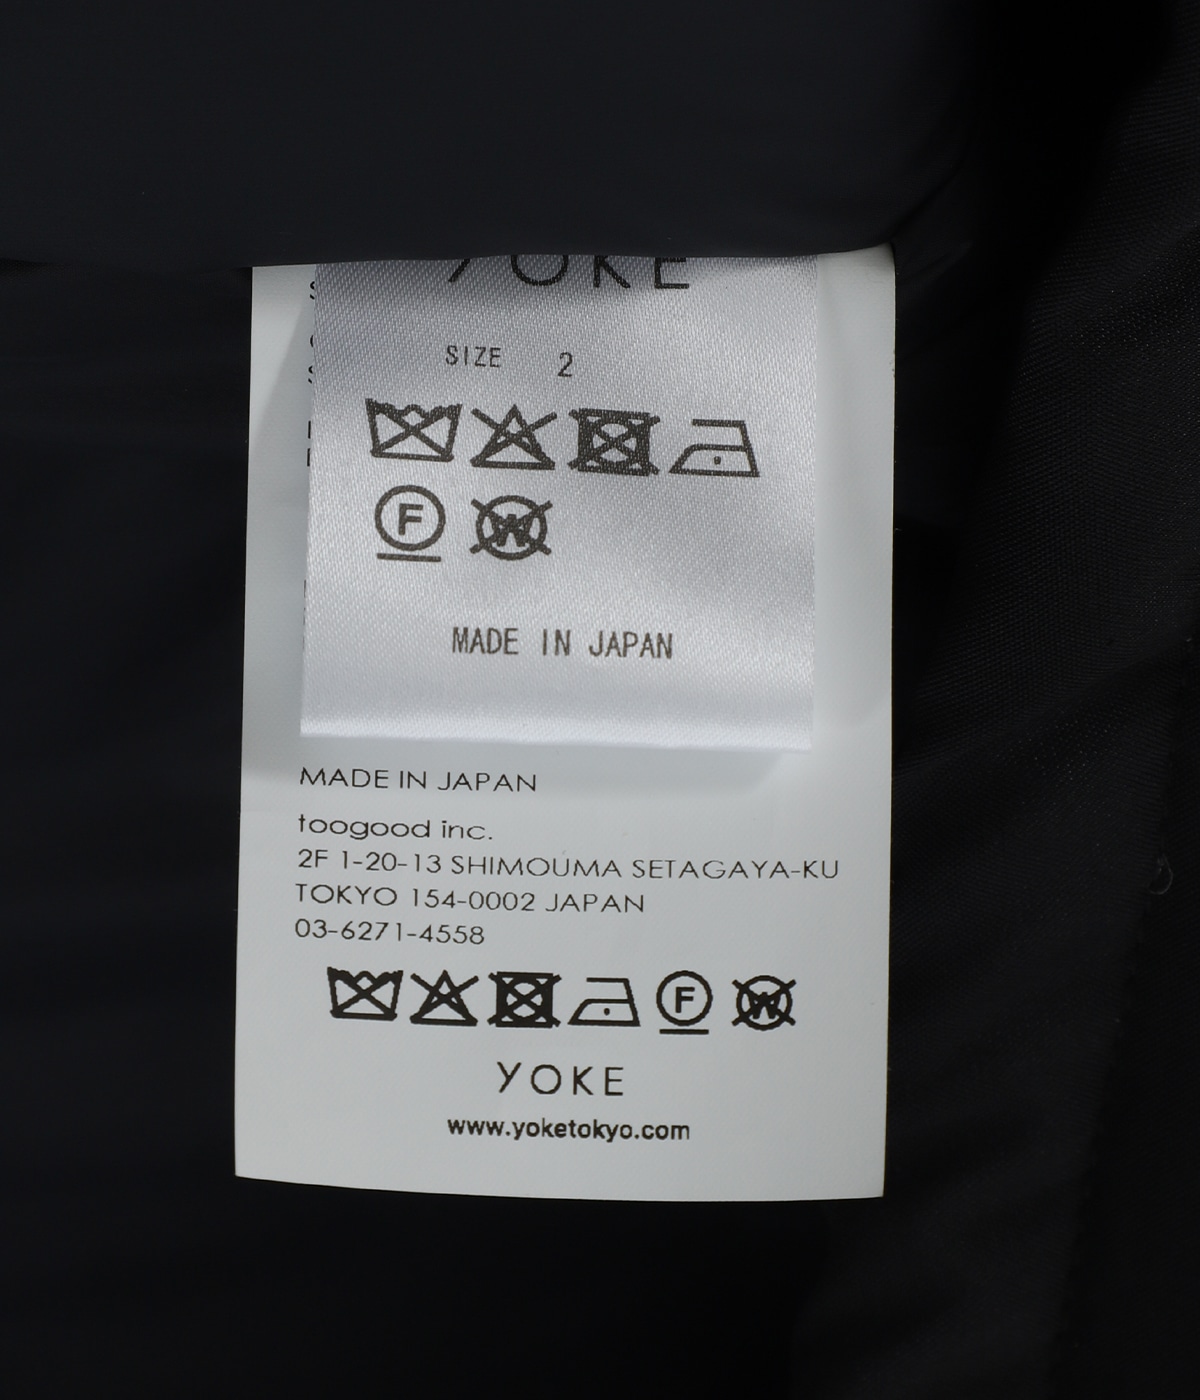 YOKE
SIZE 2
F W
MADE IN JAPAN
MADE IN JAPAN
toogood inc.
2F 1-20-13 SHIMOUMA SETAGAYA-KU
TOKYO 154-0002 JAPAN
03-6271-4558
F W
YOKE
www.yoketokyo.com